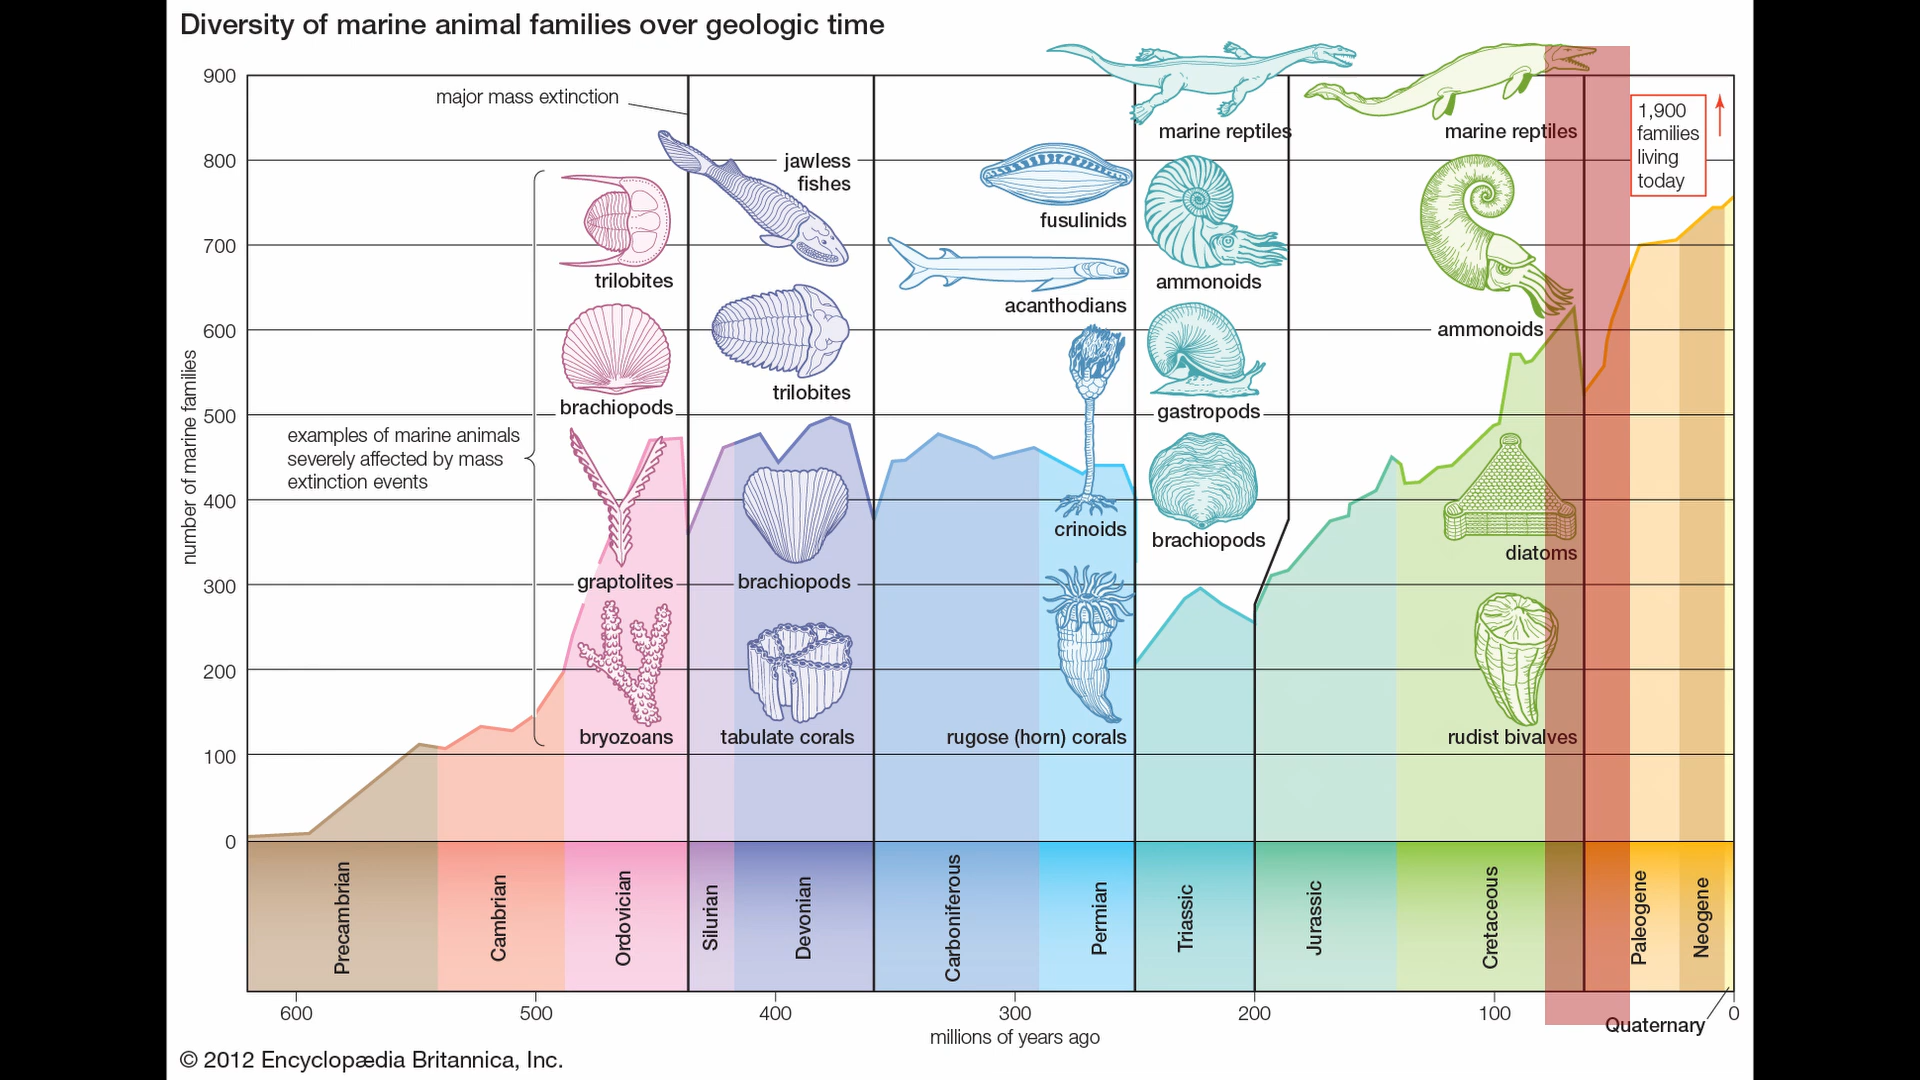 Diversity of marine animal families over geologic time
900
800
700
600
500
400
300
200
100
0
number of marine families
major mass extinction
examples of marine animals
severely affected by mass
extinction events
trilobites
brachiopods
graptolites
bryozoans
jawless
fishes
trilobites
brachiopods
tabulate corals
fusulinids
acanthodians
crinoids
rugose (horn) corals
marine reptiles
ammonoids
gastropods
brachiopods
marine reptiles
ammonoids
diatoms
rudist bivalves
1,900
families
living
today
Precambrian
Cambrian
Ordovician
Silurian
Devonian
Carboniferous
Permian
Triassic
Jurassic
Cretaceous
Paleogene
Neogene
Quaternary
600
500
400
300
200
100
0
millions of years ago
© 2012 Encyclopædia Britannica, Inc.